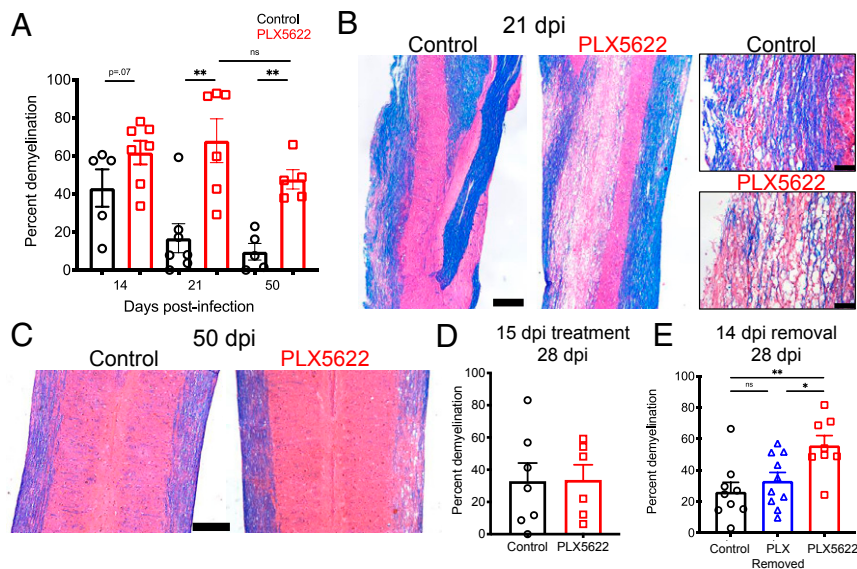 A
Control
PLX5622
ns
p=.07
**
**
100
80
60
40
20
0
Percent demyelination
14
21
50
Days post-infection
B
21 dpi
Control
PLX5622
Control
PLX5622
C
50 dpi
Control
PLX5622
D
15 dpi treatment
28 dpi
100
80
60
40
20
0
Percent demyelination
Control
PLX5622
E
14 dpi removal
28 dpi
**
ns
*
100
80
60
40
20
0
Percent demyelination
Control
PLX
Removed
PLX5622